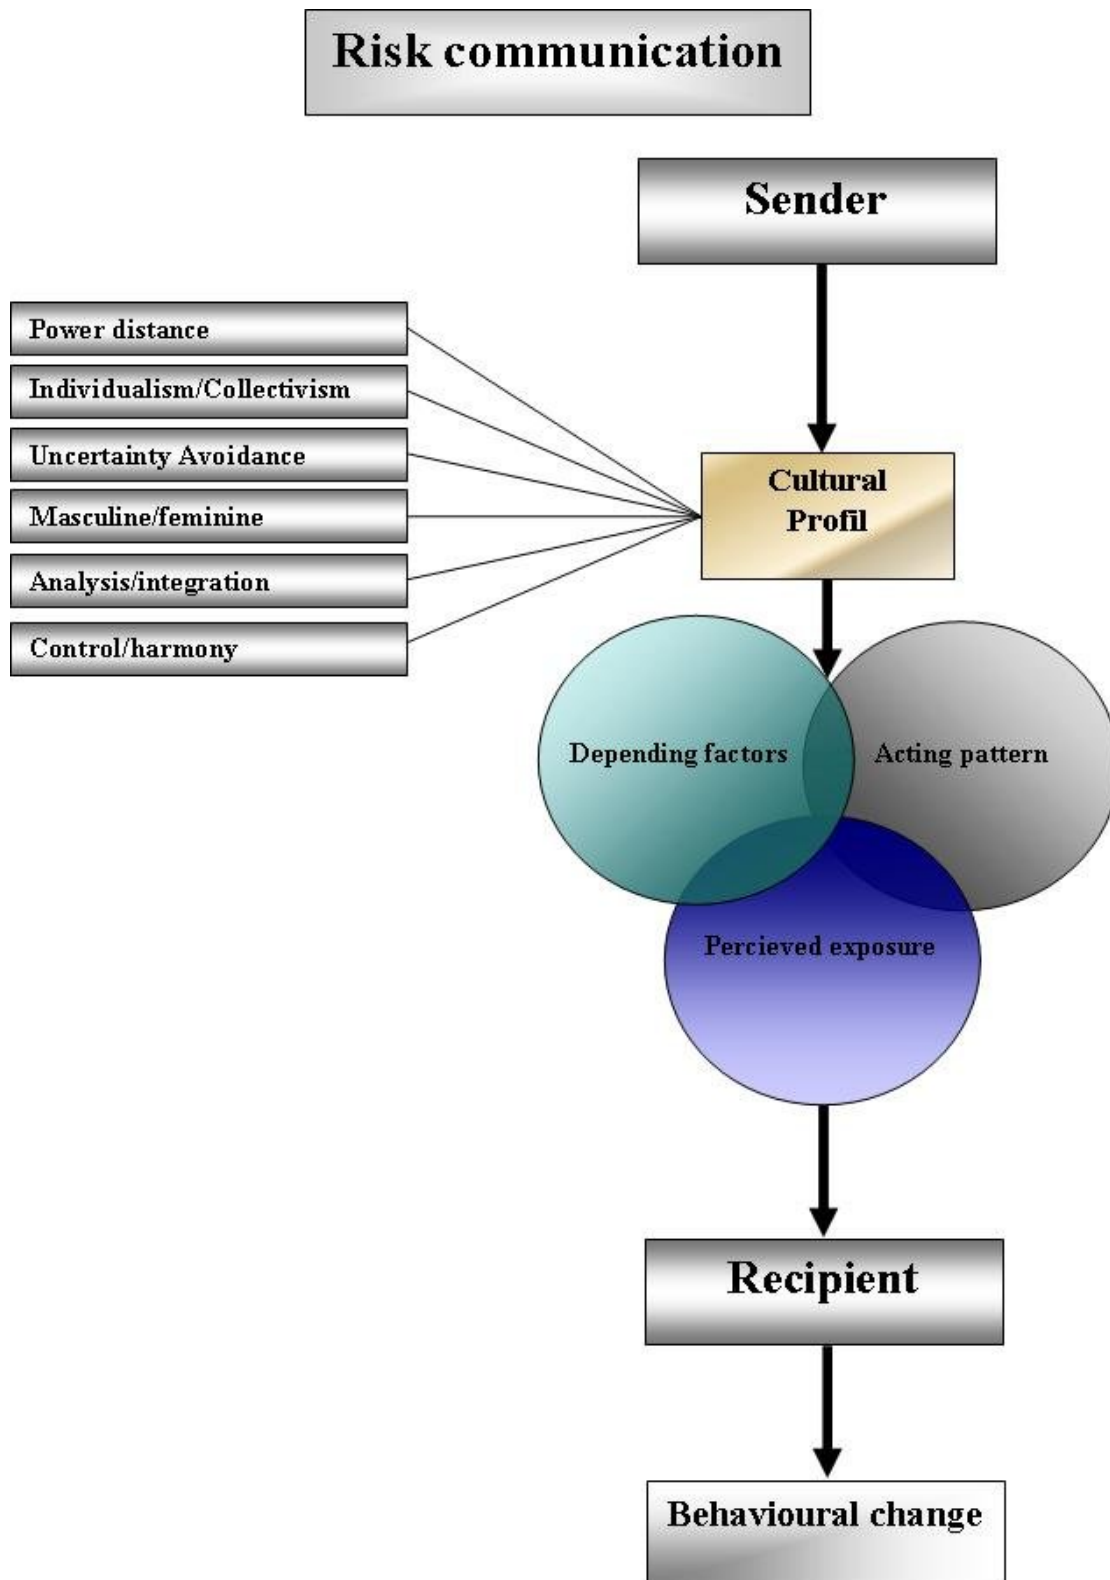 Risk communication
Sender
Power distance
Individualism/Collectivism
Uncertainty Avoidance
Masculine/feminine
Analysis/integration
Control/harmony
Cultural
Profil
Depending factors
Acting pattern
Percieved exposure
Recipient
Behavioural change